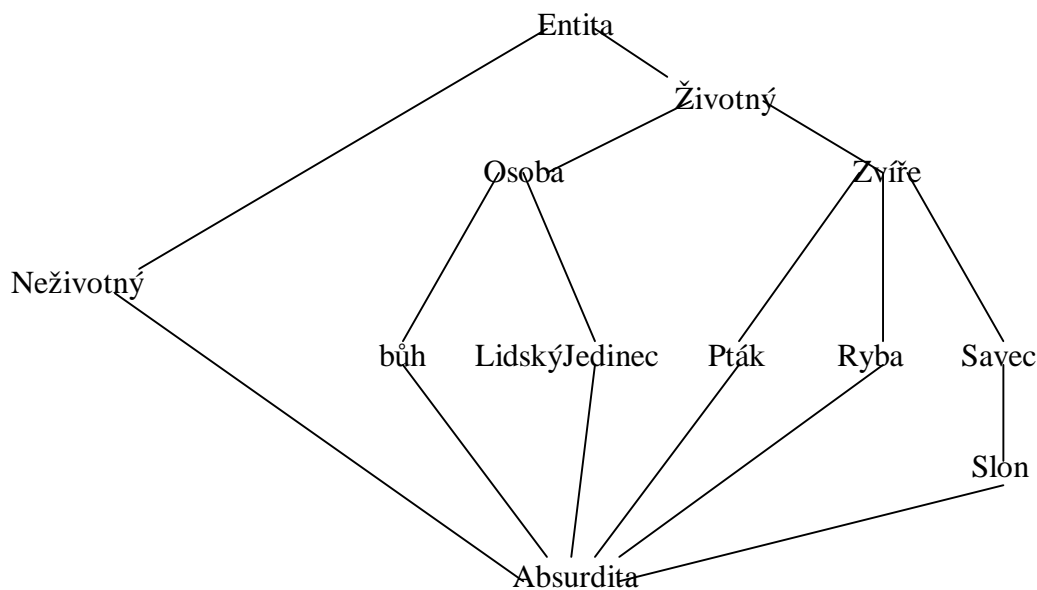 Entita
Životný
Osoba Zvíře
Neživotný
bůh LidskýJedinec Pták Ryba Savec
Slon
Absurdita